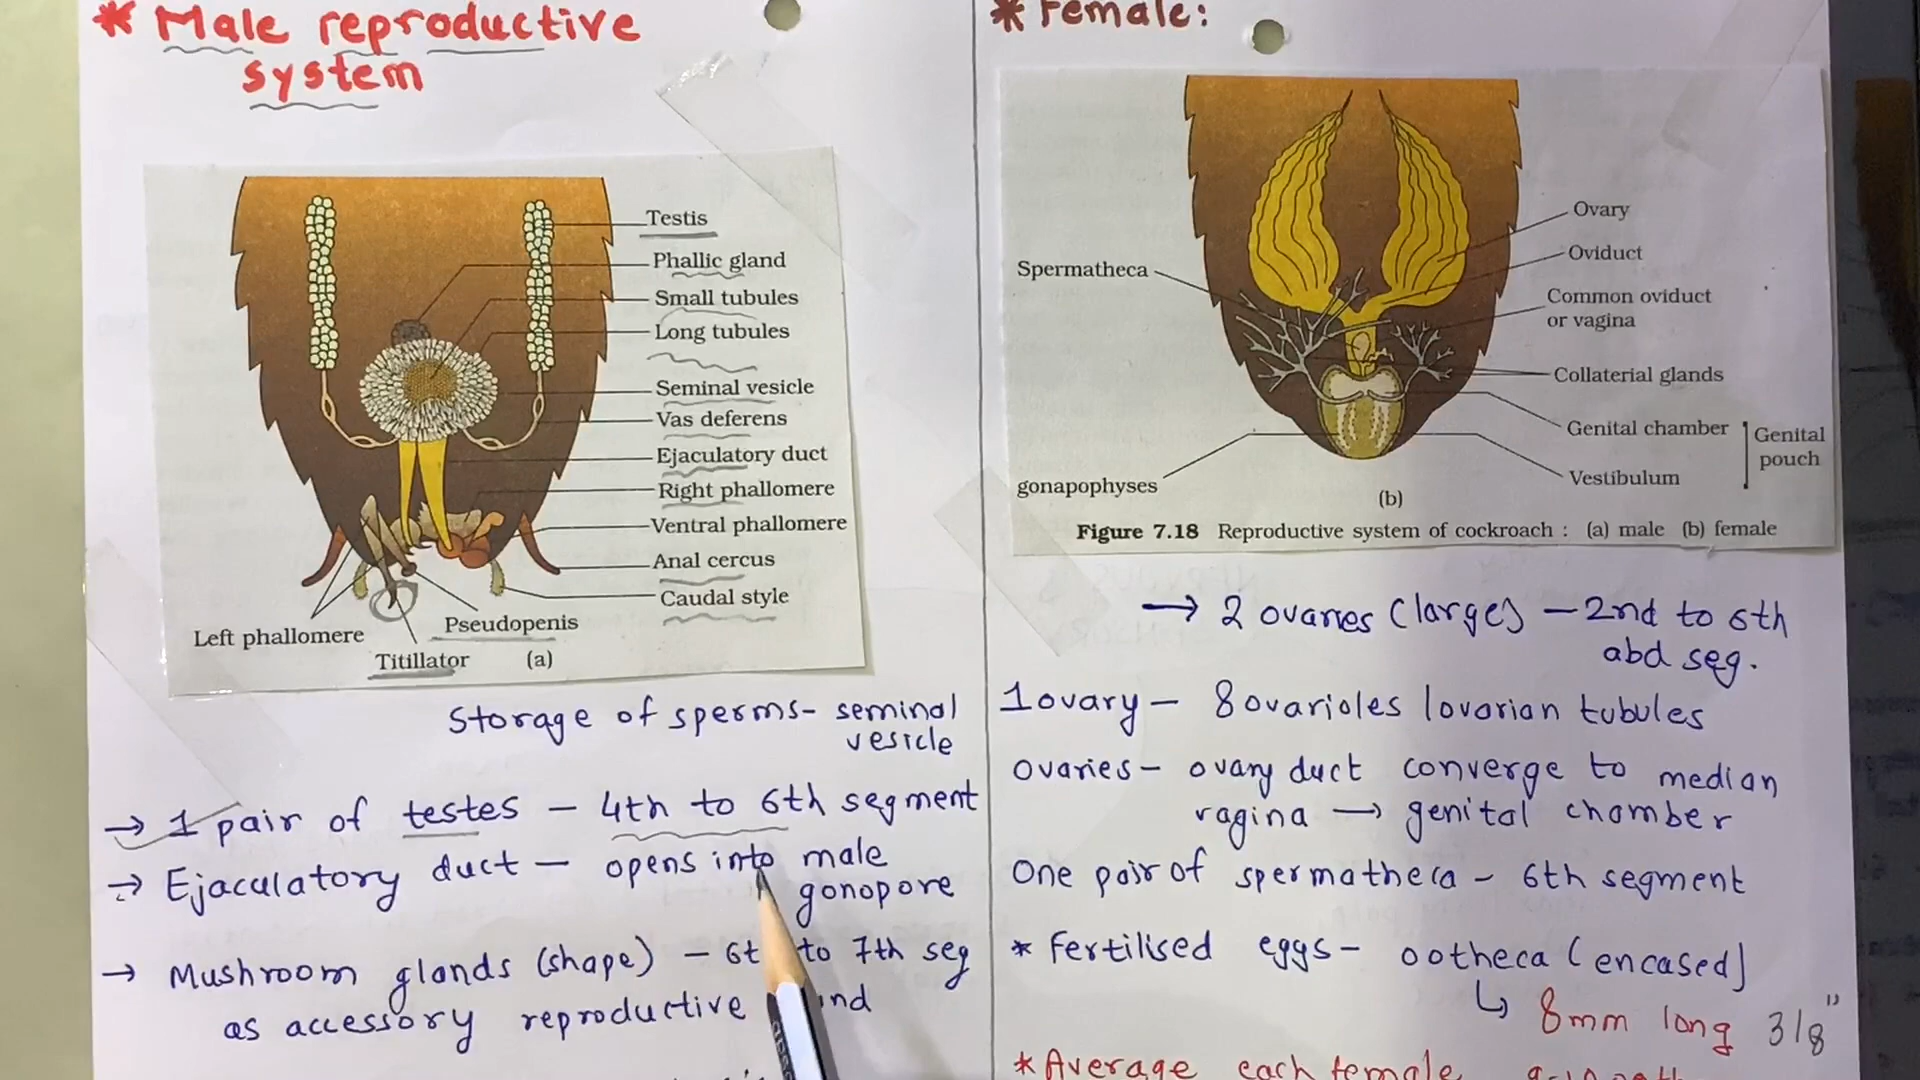 * Male reproductive
system
Testis
Phallic gland
Small tubules
Long tubules
Seminal vesicle
Vas deferens
Ejaculatory duct
Right phallomere
Ventral phallomere
Anal cercus
Caudal style
Pseudopenis
Left phallomere
Titillator
(a)
Storage of sperms- seminal
vesicle
→ 1 pair of testes - 4th to 6th segment
→ Ejaculatory duct - opens into male
gonopore
→ Mushroom glands (shape) - 6t to 7th seg
as accessory reproductive
* Female:
Spermatheca
Ovary
Oviduct
Common oviduct
or vagina
Collaterial glands
Genital chamber
Vestibulum
Genital
pouch
gonapophyses
(b)
Figure 7.18 Reproductive system of cockroach : (a) male (b) female
→ 2 ovaries (large) - 2nd to 6th
abd seg.
1 ovary - 8 ovarioles / ovarian tubules
ovaries - ovary duct converge to median
vagina → genital chamber
One pair of spermatheca - 6th segment
* Fertilised eggs - ootheca (encased)
↳ 8mm long 3/8"
* Average each female